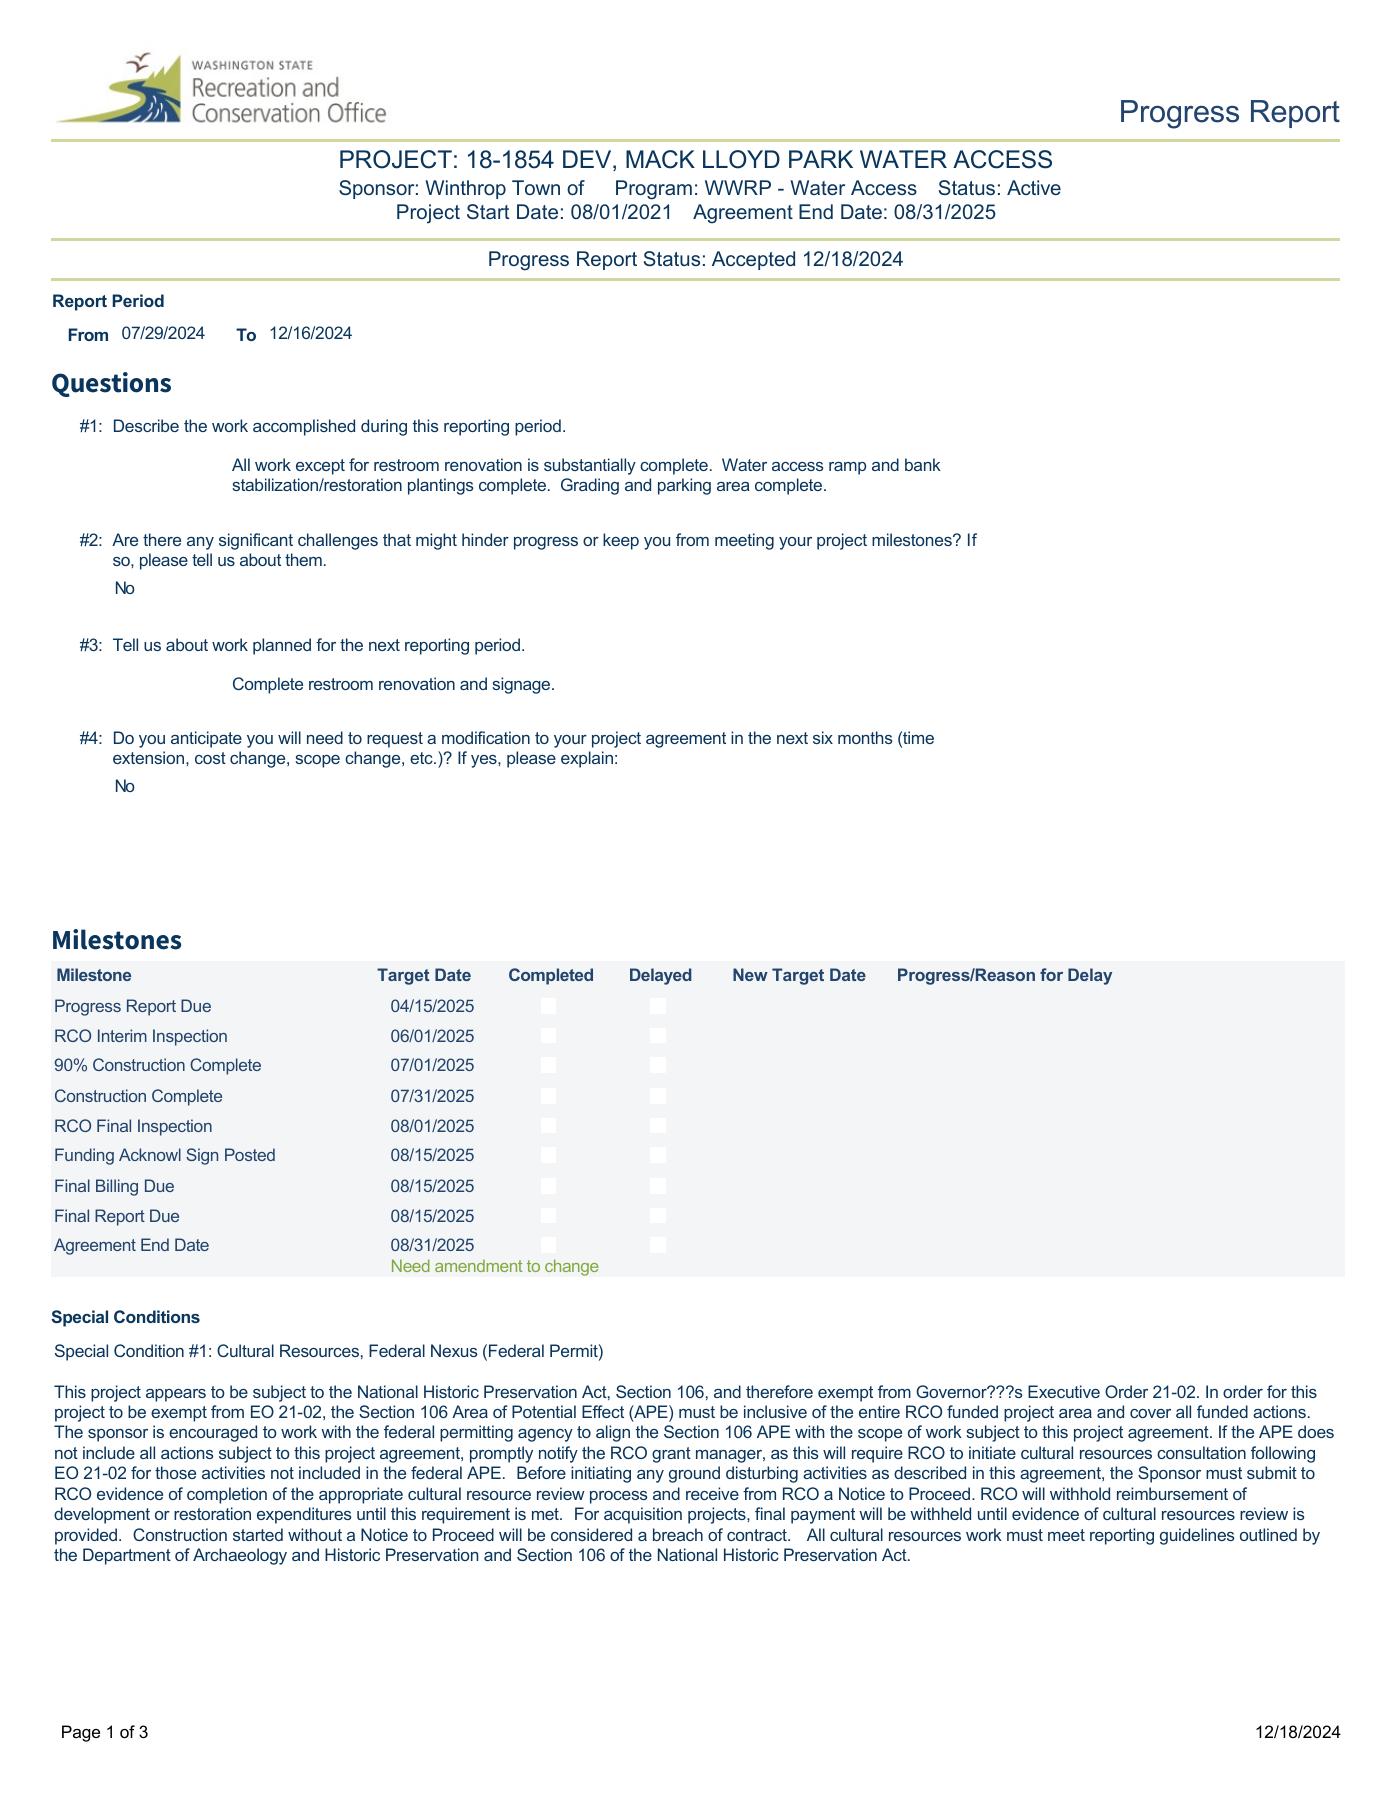 WASHINGTON STATE
Recreation and
Conservation Office
Progress Report
PROJECT: 18-1854 DEV, MACK LLOYD PARK WATER ACCESS
Sponsor: Winthrop Town of Program: WWRP - Water Access Status: Active
Project Start Date: 08/01/2021 Agreement End Date: 08/31/2025
Progress Report Status: Accepted 12/18/2024
Report Period
From 07/29/2024 To 12/16/2024
Questions
#1: Describe the work accomplished during this reporting period.
All work except for restroom renovation is substantially complete. Water access ramp and bank
stabilization/restoration plantings complete. Grading and parking area complete.
#2: Are there any significant challenges that might hinder progress or keep you from meeting your project milestones? If
so, please tell us about them.
No
#3: Tell us about work planned for the next reporting period.
Complete restroom renovation and signage.
#4: Do you anticipate you will need to request a modification to your project agreement in the next six months (time
extension, cost change, scope change, etc.)? If yes, please explain:
No
Milestones
Milestone Target Date Completed Delayed New Target Date Progress/Reason for Delay
Progress Report Due 04/15/2025
RCO Interim Inspection 06/01/2025
90% Construction Complete 07/01/2025
Construction Complete 07/31/2025
RCO Final Inspection 08/01/2025
Funding Acknowl Sign Posted 08/15/2025
Final Billing Due 08/15/2025
Final Report Due 08/15/2025
Agreement End Date 08/31/2025
Need amendment to change
Special Conditions
Special Condition #1: Cultural Resources, Federal Nexus (Federal Permit)
This project appears to be subject to the National Historic Preservation Act, Section 106, and therefore exempt from Governor???s Executive Order 21-02. In order for this
project to be exempt from EO 21-02, the Section 106 Area of Potential Effect (APE) must be inclusive of the entire RCO funded project area and cover all funded actions.
The sponsor is encouraged to work with the federal permitting agency to align the Section 106 APE with the scope of work subject to this project agreement. If the APE does
not include all actions subject to this project agreement, promptly notify the RCO grant manager, as this will require RCO to initiate cultural resources consultation following
EO 21-02 for those activities not included in the federal APE. Before initiating any ground disturbing activities as described in this agreement, the Sponsor must submit to
RCO evidence of completion of the appropriate cultural resource review process and receive from RCO a Notice to Proceed. RCO will withhold reimbursement of
development or restoration expenditures until this requirement is met. For acquisition projects, final payment will be withheld until evidence of cultural resources review is
provided. Construction started without a Notice to Proceed will be considered a breach of contract. All cultural resources work must meet reporting guidelines outlined by
the Department of Archaeology and Historic Preservation and Section 106 of the National Historic Preservation Act.
Page 1 of 3
12/18/2024